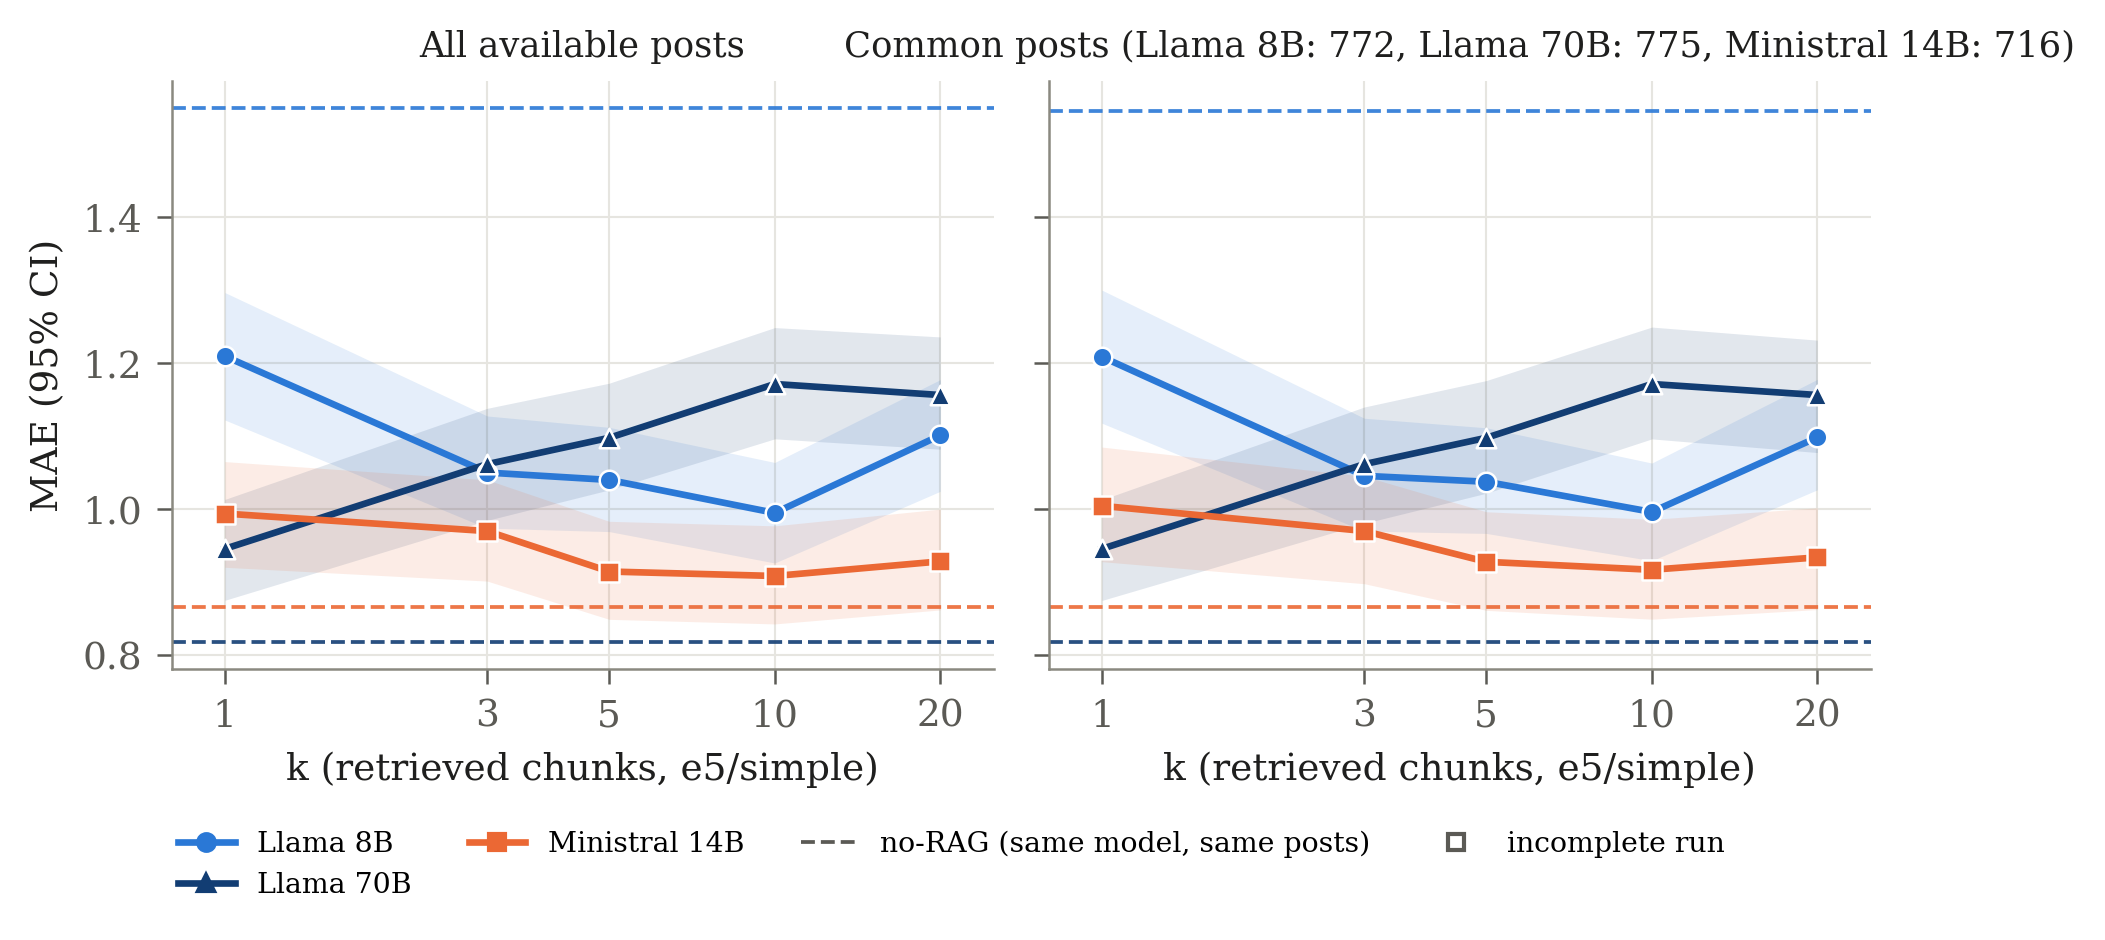 All available posts
Common posts (Llama 8B: 772, Llama 70B: 775, Ministral 14B: 716)
MAE (95% CI)
1.4
1.2
1.0
0.8
1 3 5 10 20
1 3 5 10 20
k (retrieved chunks, e5/simple)
k (retrieved chunks, e5/simple)
Llama 8B
Llama 70B
Ministral 14B
no-RAG (same model, same posts)
incomplete run